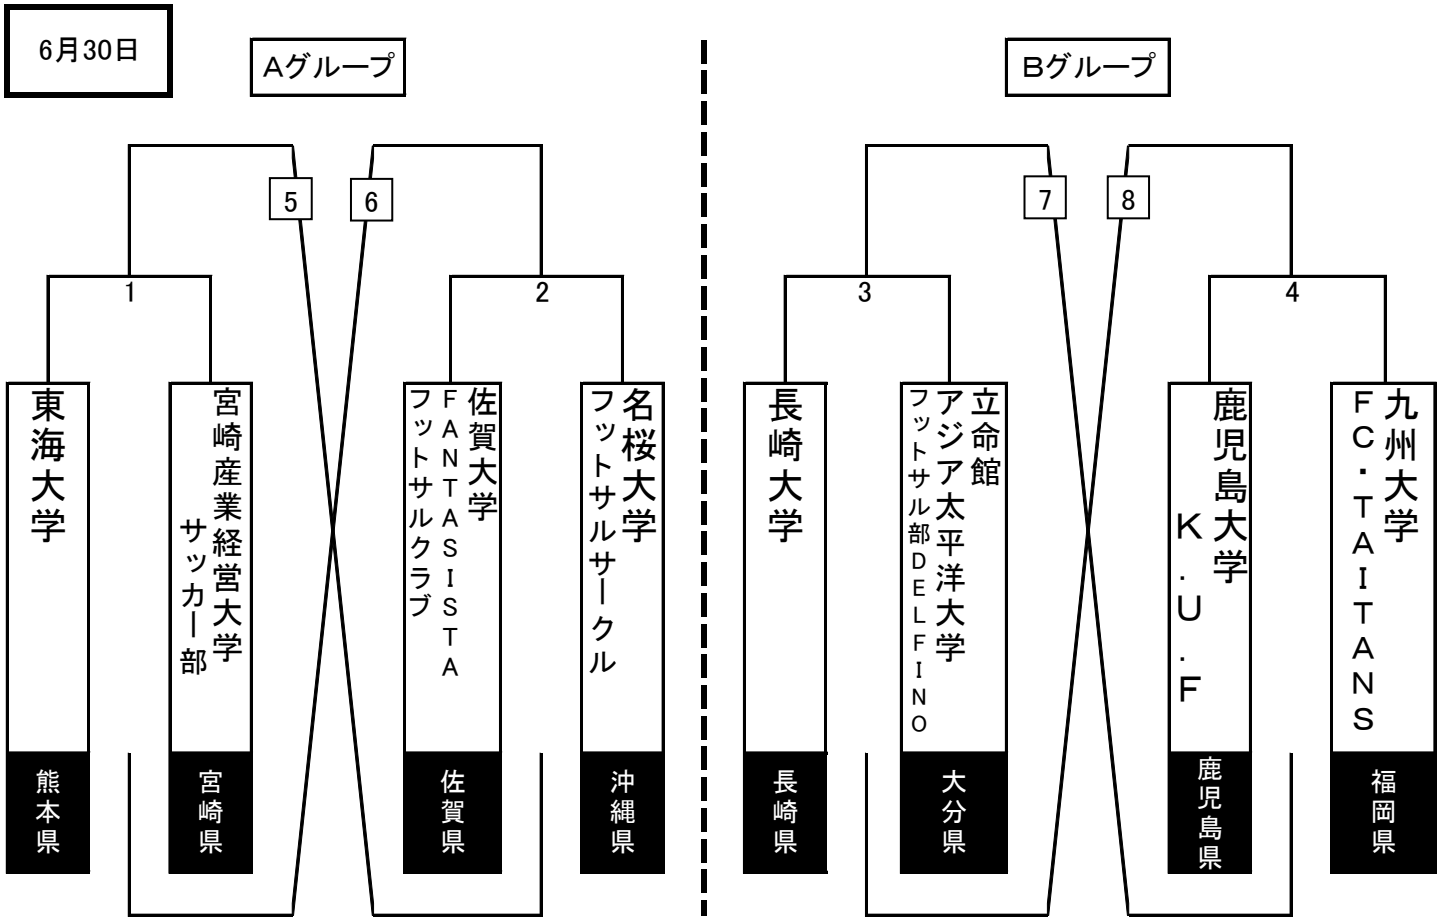 6月30日
Aグループ
Bグループ
5
6
7
8
1
2
3
4
東海大学
宮崎産業経営大学
サッカー部
佐賀大学
FANTASISTA
フットサルクラブ
名桜大学
フットサルサークル
長崎大学
立命館
アジア太平洋大学
フットサル部DELFINO
鹿児島大学
K.U.F
九州大学
FC・TAITANS
熊本県
宮崎県
佐賀県
沖縄県
長崎県
大分県
鹿児島県
福岡県